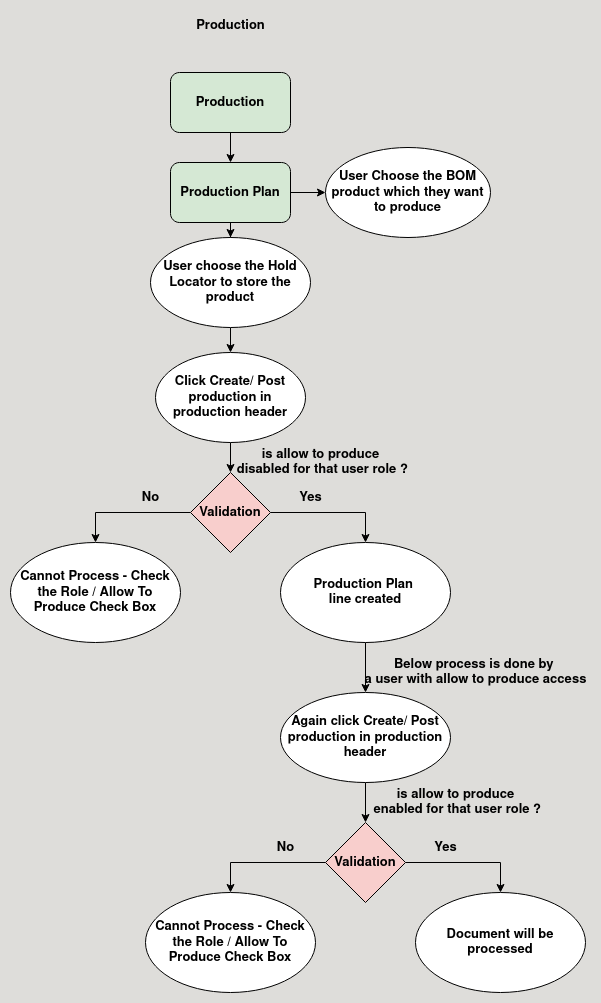 Production
Production
Production Plan
User Choose the BOM
product which they want
to produce
User choose the Hold
Locator to store the
product
Click Create/ Post
production in
production header
is allow to produce
disabled for that user role ?
No
Yes
Validation
Cannot Process - Check
the Role / Allow To
Produce Check Box
Production Plan
line created
Below process is done by
a user with allow to produce access
Again click Create/ Post
production in production
header
is allow to produce
enabled for that user role ?
No
Yes
Validation
Cannot Process - Check
the Role / Allow To
Produce Check Box
Document will be
processed